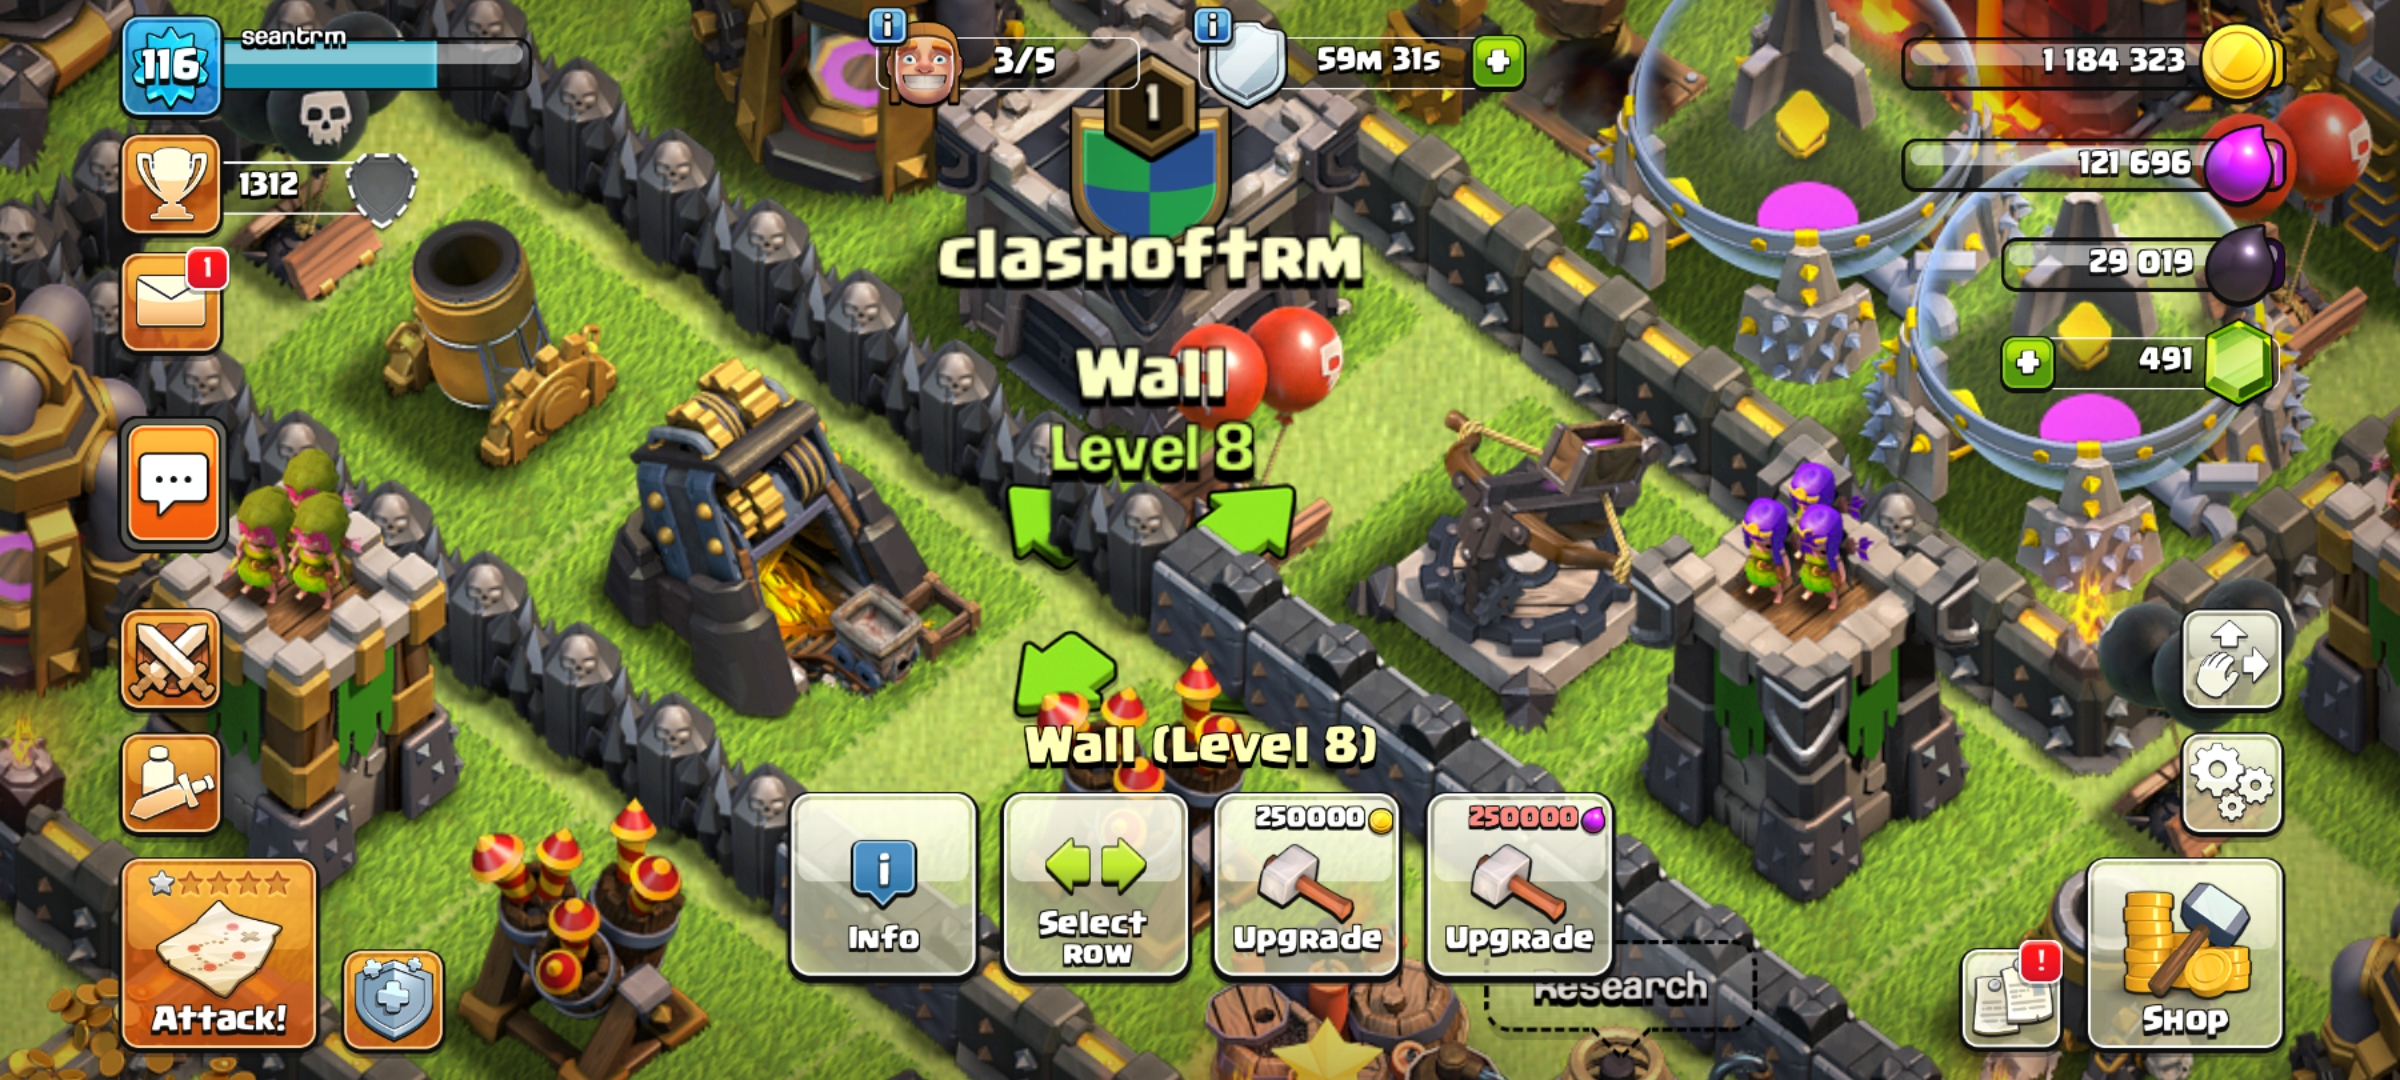 116
seantrm
3/5
59M 31s
1 184 323
1
1312
121 696
1
clashoftRM
29 019
Wall
491
Level 8
Wall (Level 8)
250000
250000
Info
Select
Row
Upgrade
Upgrade
Research
Attack!
!
Shop